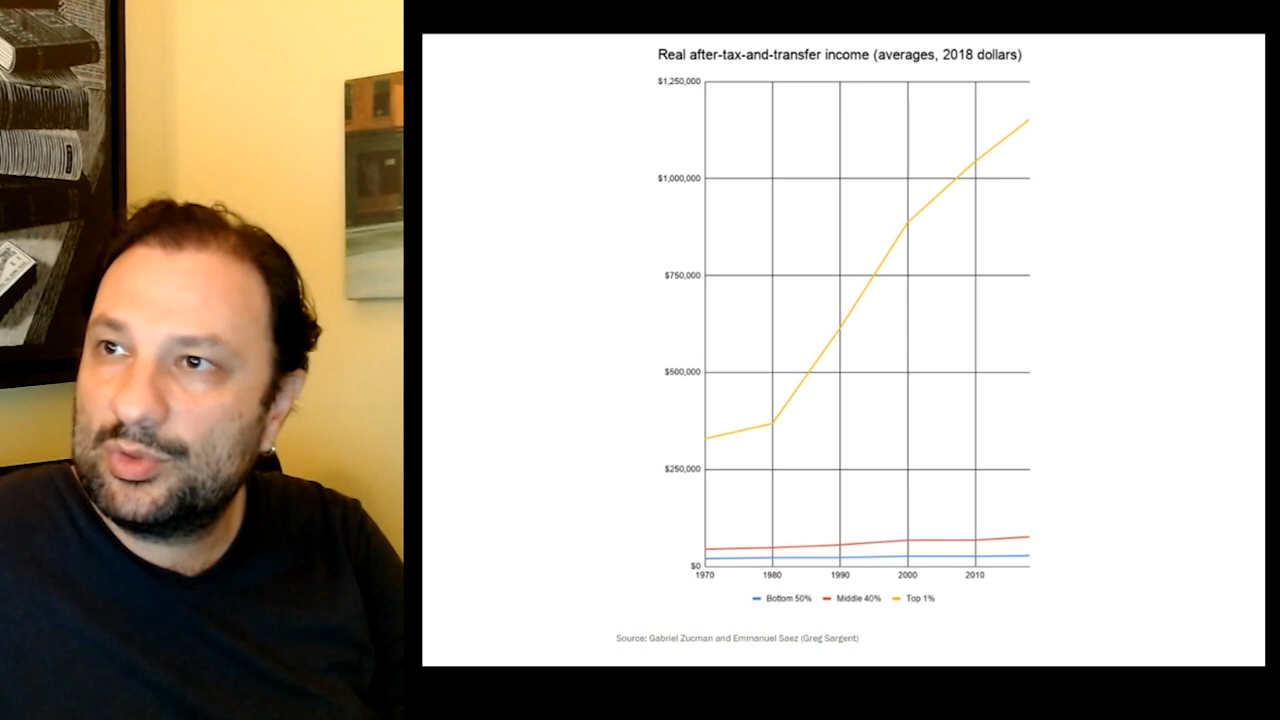 Real after-tax-and-transfer income (averages, 2018 dollars)
$1,250,000
$1,000,000
$750,000
$500,000
$250,000
$0
1970 1980 1990 2000 2010
Bottom 50% Middle 40% Top 1%
Source: Gabriel Zucman and Emmanuel Saez (Greg Sargent)